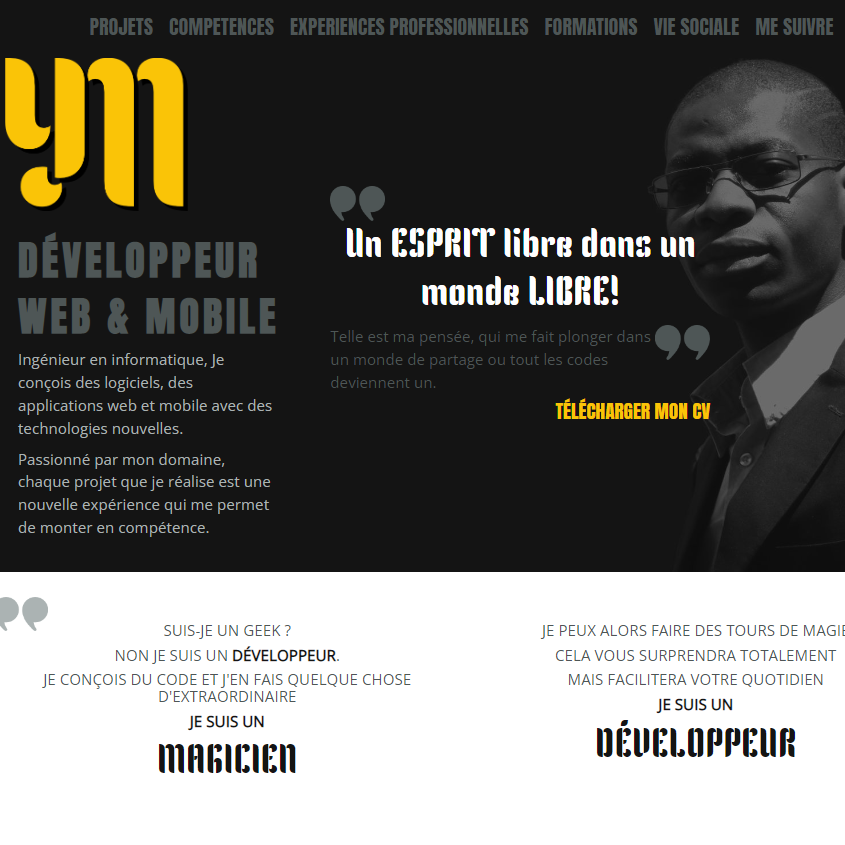 PROJETS COMPETENCES EXPERIENCES PROFESSIONNELLES FORMATIONS VIE SOCIALE ME SUIVRE
ym
DÉVELOPPEUR
WEB & MOBILE
Ingénieur en informatique, Je
conçois des logiciels, des
applications web et mobile avec des
technologies nouvelles.
Passionné par mon domaine,
chaque projet que je réalise est une
nouvelle expérience qui me permet
de monter en compétence.
Un ESPRIT libre dans un
monde LIBRE!
Telle est ma pensée, qui me fait plonger dans
un monde de partage ou tout les codes
deviennent un.
TÉLÉCHARGER MON CV
SUIS-JE UN GEEK ?
NON JE SUIS UN DÉVELOPPEUR.
JE CONÇOIS DU CODE ET J'EN FAIS QUELQUE CHOSE
D'EXTRAORDINAIRE
JE SUIS UN
MAGICIEN
JE PEUX ALORS FAIRE DES TOURS DE MAGIE
CELA VOUS SURPRENDRA TOTALEMENT
MAIS FACILITERA VOTRE QUOTIDIEN
JE SUIS UN
DÉVELOPPEUR